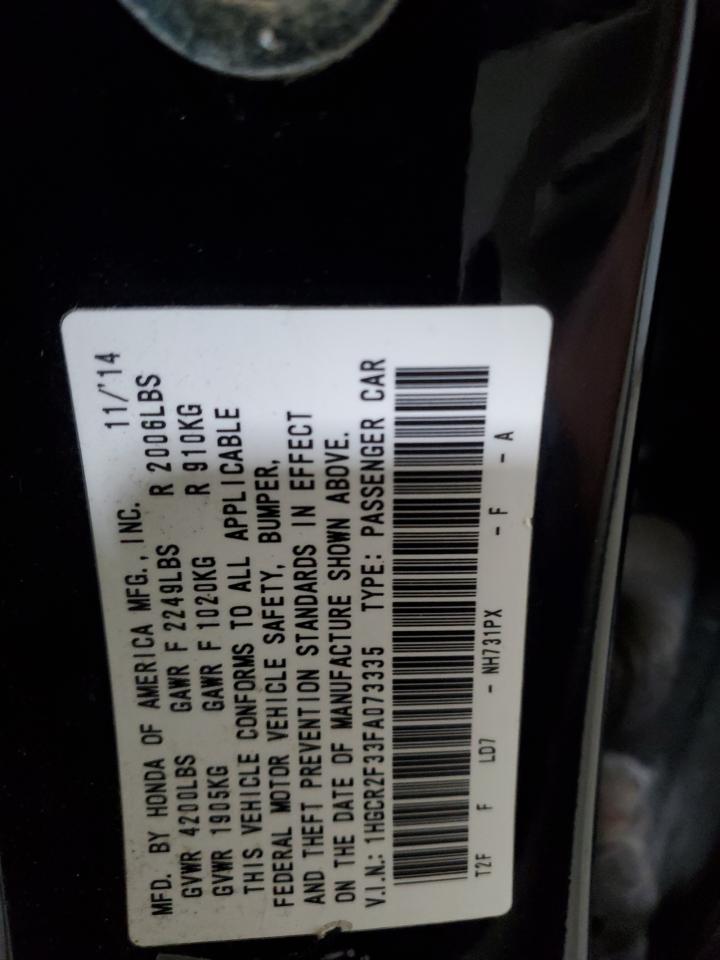 MFD. BY HONDA OF AMERICA MFG., INC. 11/'14
GVWR 4200LBS GAWR F 2249LBS R 2006LBS
GVWR 1905KG GAWR F 1020KG R 910KG
THIS VEHICLE CONFORMS TO ALL APPLICABLE
FEDERAL MOTOR VEHICLE SAFETY, BUMPER,
AND THEFT PREVENTION STANDARDS IN EFFECT
ON THE DATE OF MANUFACTURE SHOWN ABOVE.
V.I.N.: 1HGCR2F33FA073335 TYPE: PASSENGER CAR
T2F F LD7 - NH731PX - F - A